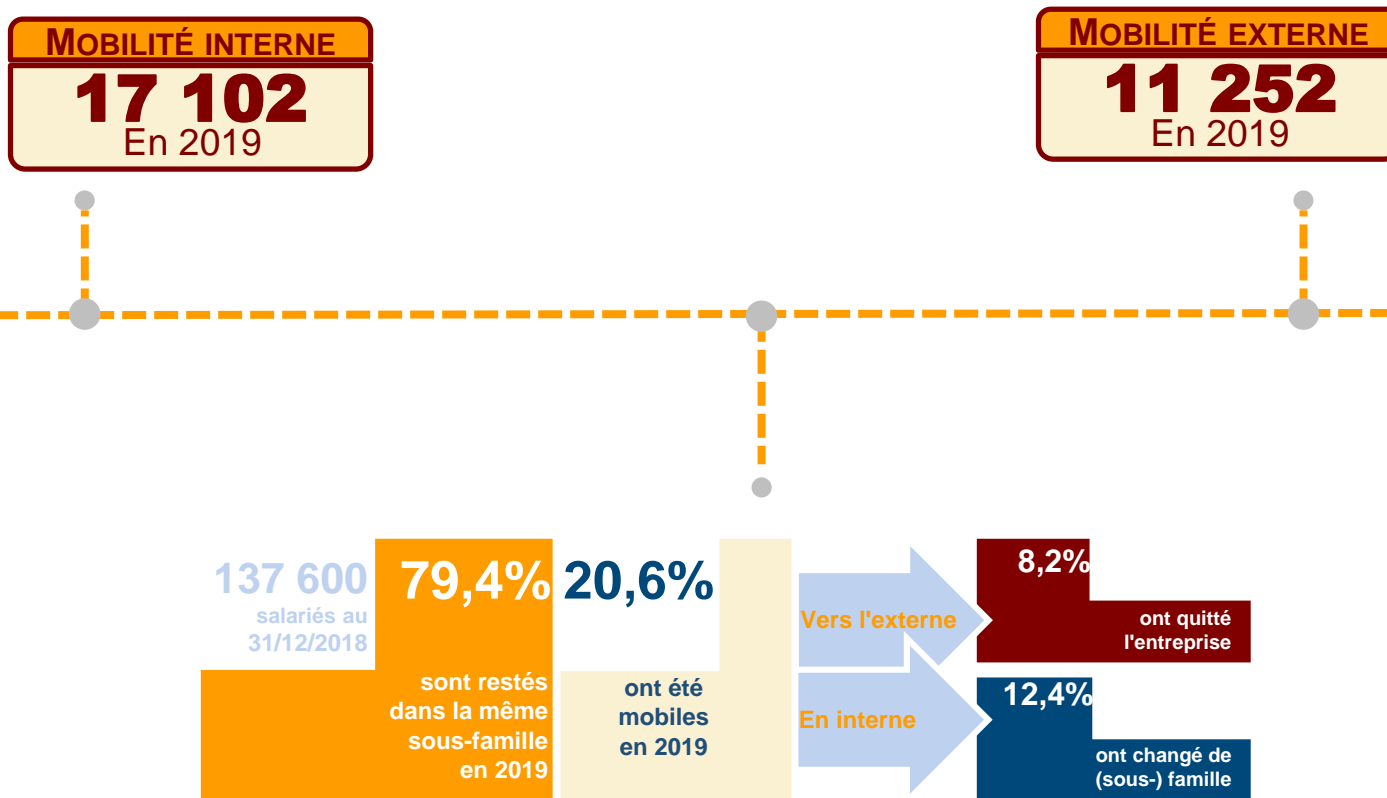 MOBILITÉ INTERNE
17 102
En 2019
MOBILITÉ EXTERNE
11 252
En 2019
137 600
salariés au
31/12/2018
79,4%
sont restés
dans la même
sous-famille
en 2019
20,6%
ont été
mobiles
en 2019
Vers l'externe
8,2%
ont quitté
l'entreprise
En interne
12,4%
ont changé de
(sous-) famille